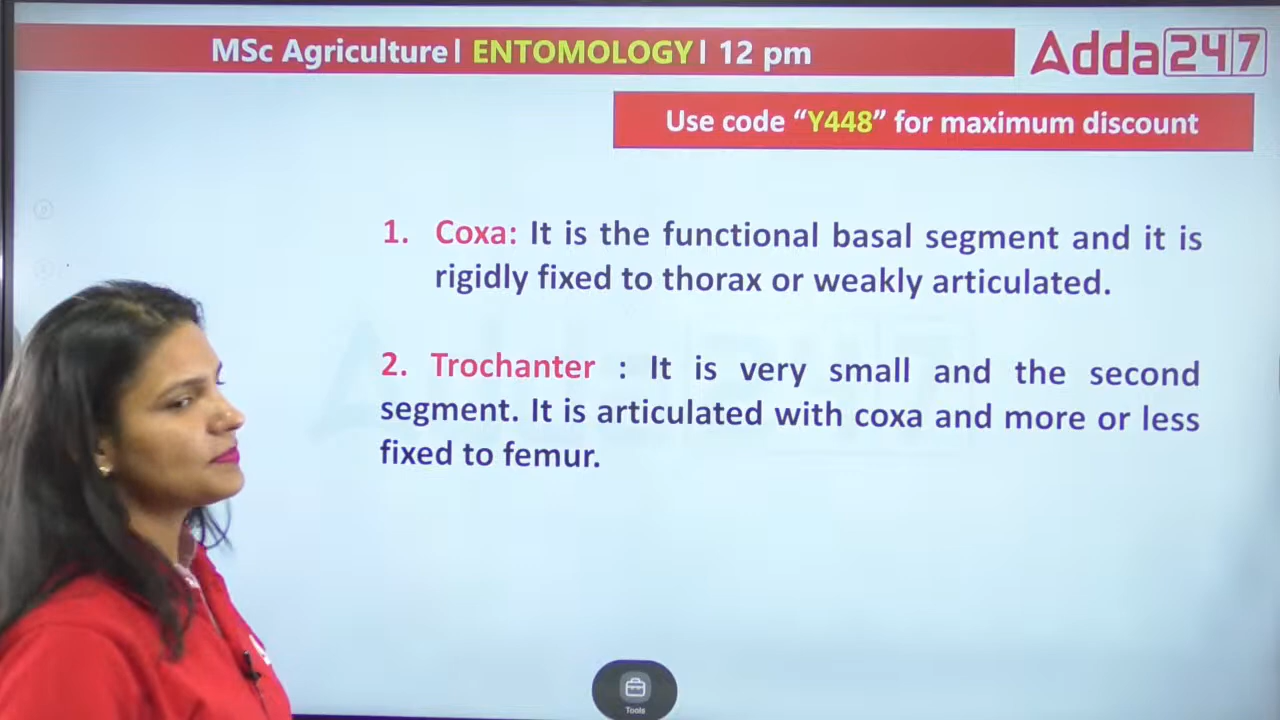 MSc Agriculture| ENTOMOLOGY| 12 pm
Adda247
Use code “Y448” for maximum discount
1. Coxa: It is the functional basal segment and it is
rigidly fixed to thorax or weakly articulated.
2. Trochanter : It is very small and the second
segment. It is articulated with coxa and more or less
fixed to femur.
Tools